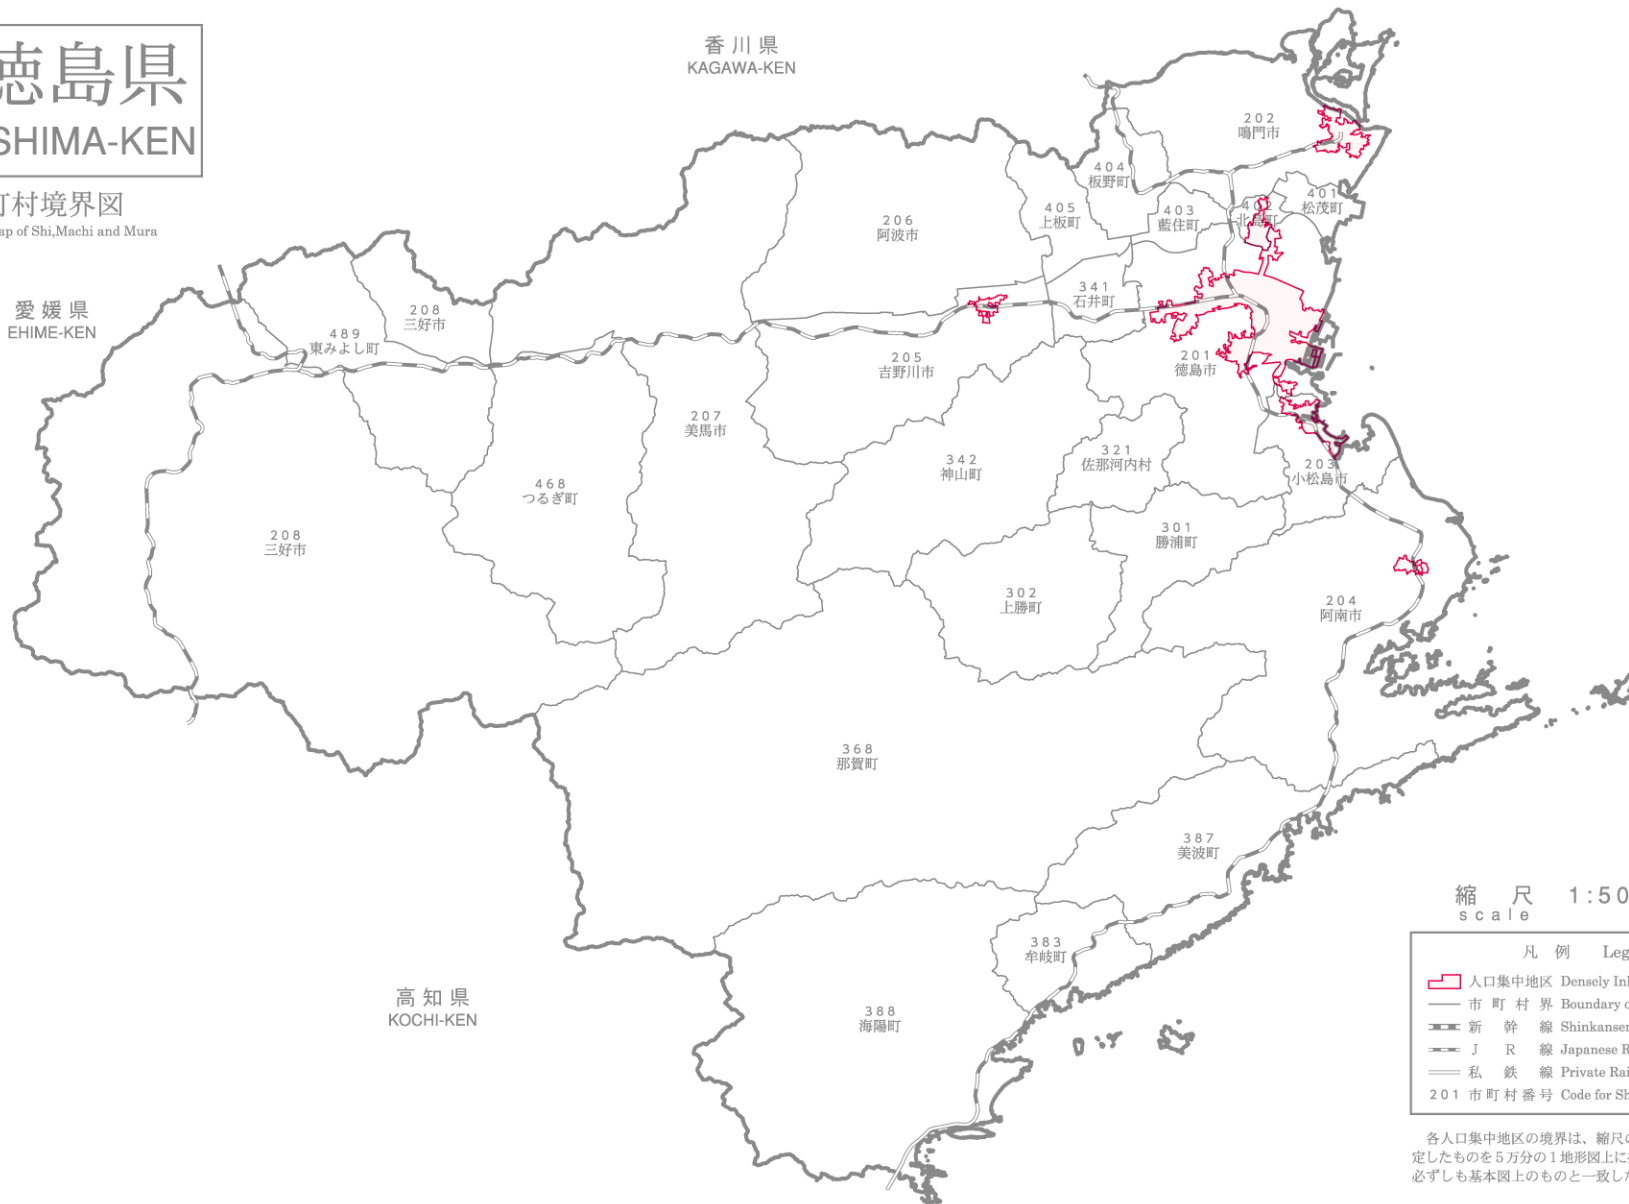 徳島県
SHIMA-KEN
町村境界図
ap of Shi,Machi and Mura
香川県
KAGAWA-KEN
愛媛県
EHIME-KEN
高知県
KOCHI-KEN
202
鳴門市
404
板野町
401
松茂町
402
北島町
403
藍住町
405
上板町
206
阿波市
341
石井町
208
三好市
489
東みよし町
205
吉野川市
201
徳島市
207
美馬市
342
神山町
321
佐那河内村
203
小松島市
468
つるぎ町
208
三好市
301
勝浦町
302
上勝町
204
阿南市
368
那賀町
387
美波町
383
牟岐町
388
海陽町
縮尺 1:50
scale
凡例 Leg
人口集中地区 Densely Inl
市町村界 Boundary o
新幹線 Shinkansen
JR線 Japanese R
私鉄線 Private Rai
201 市町村番号 Code for Sh
各人口集中地区の境界は、縮尺の
定したものを5万分の1地形図上に
必ずしも基本図上のものと一致した